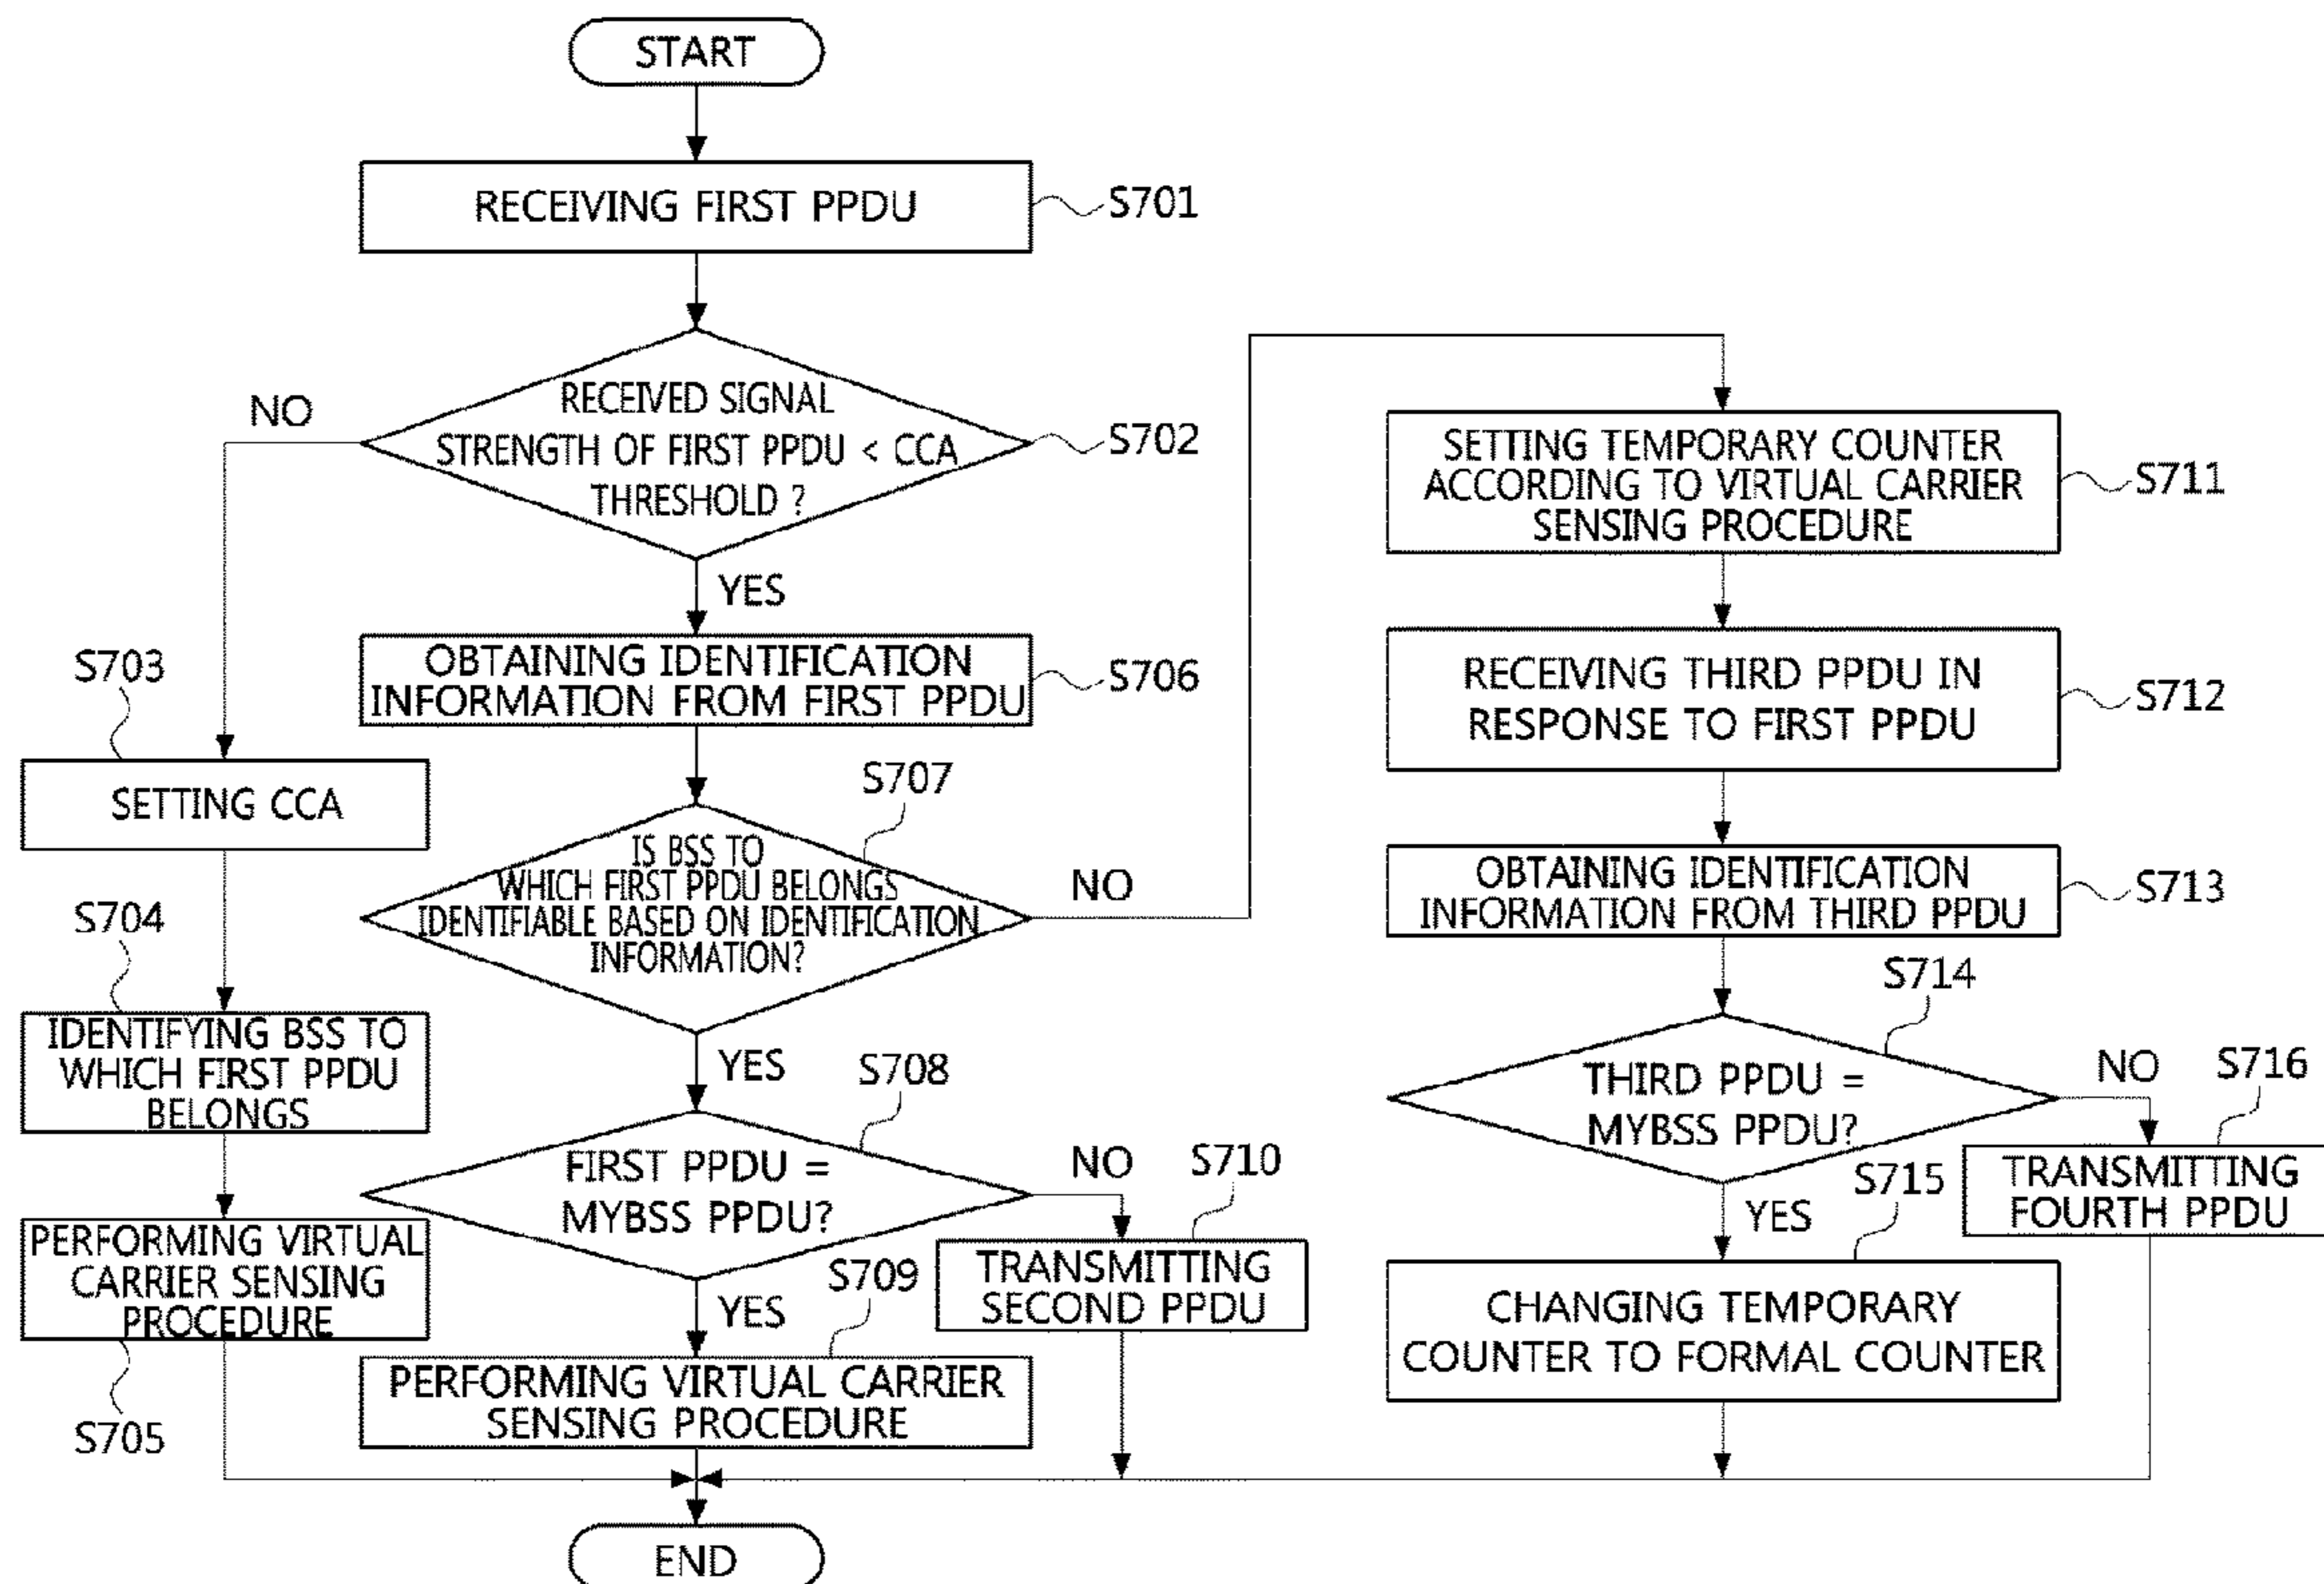 START
RECEIVING FIRST PPDU
S701
RECEIVED SIGNAL
STRENGTH OF FIRST PPDU < CCA
THRESHOLD ?
S702
NO
YES
S703
SETTING CCA
S704
IDENTIFYING BSS TO
WHICH FIRST PPDU
BELONGS
PERFORMING VIRTUAL
CARRIER SENSING
PROCEDURE
S705
OBTAINING IDENTIFICATION
INFORMATION FROM FIRST PPDU
S706
S707
IS BSS TO
WHICH FIRST PPDU BELONGS
IDENTIFIABLE BASED ON IDENTIFICATION
INFORMATION?
NO
YES
S708
FIRST PPDU =
MYBSS PPDU?
NO
S710
TRANSMITTING
SECOND PPDU
YES
S709
PERFORMING VIRTUAL CARRIER
SENSING PROCEDURE
SETTING TEMPORARY COUNTER
ACCORDING TO VIRTUAL CARRIER
SENSING PROCEDURE
S711
RECEIVING THIRD PPDU IN
RESPONSE TO FIRST PPDU
S712
OBTAINING IDENTIFICATION
INFORMATION FROM THIRD PPDU
S713
S714
THIRD PPDU =
MYBSS PPDU?
NO
S716
TRANSMITTING
FOURTH PPDU
YES
S715
CHANGING TEMPORARY
COUNTER TO FORMAL COUNTER
END